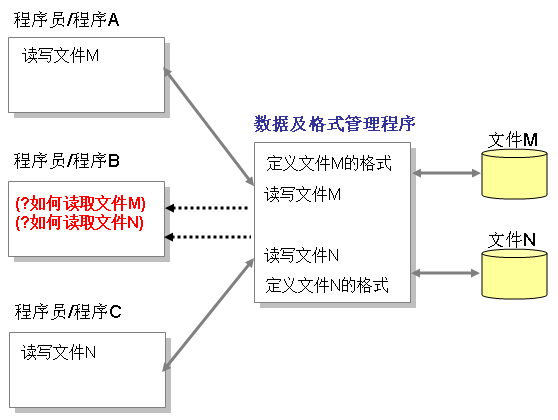 程序员/程序A
读写文件M
程序员/程序B
(?如何读取文件M)
(?如何读取文件N)
程序员/程序C
读写文件N
数据及格式管理程序
定义文件M的格式
读写文件M
读写文件N
定义文件N的格式
文件M
文件N